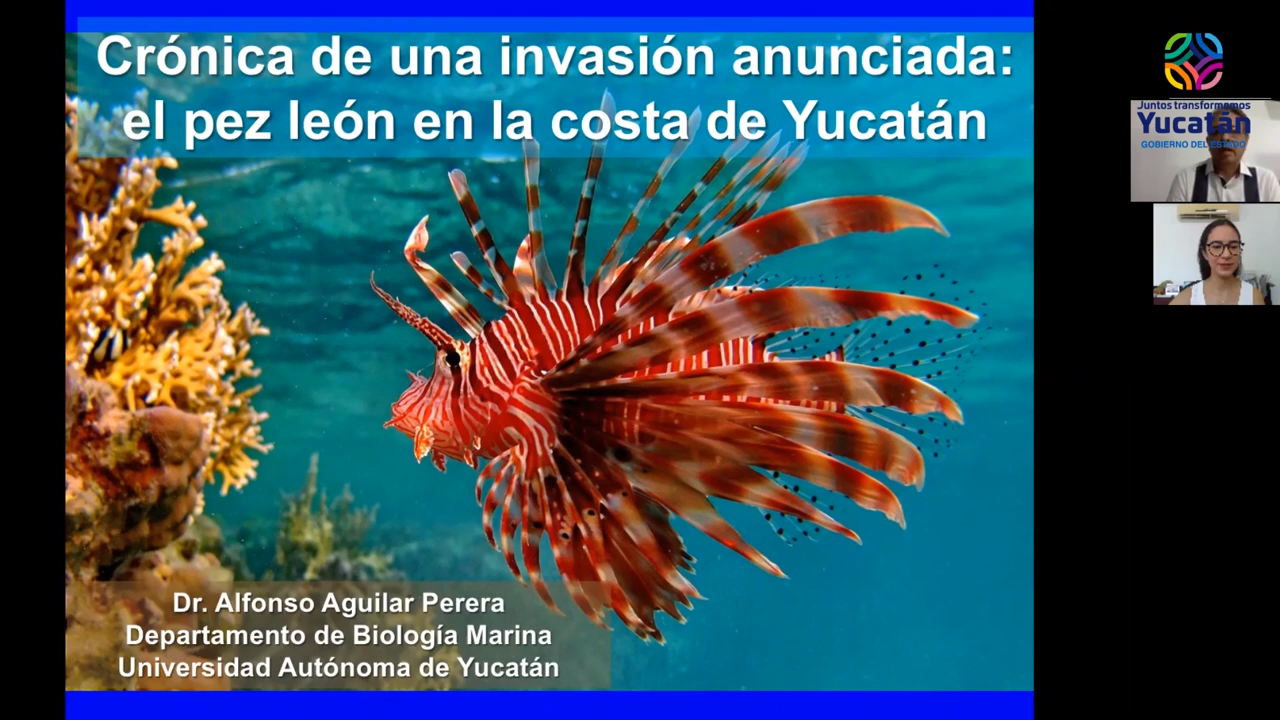 Crónica de una invasión anunciada:
el pez león en la costa de Yucatán
Dr. Alfonso Aguilar Perera
Departamento de Biología Marina
Universidad Autónoma de Yucatán
Juntos transformemos
Yucatán
GOBIERNO DEL ESTADO